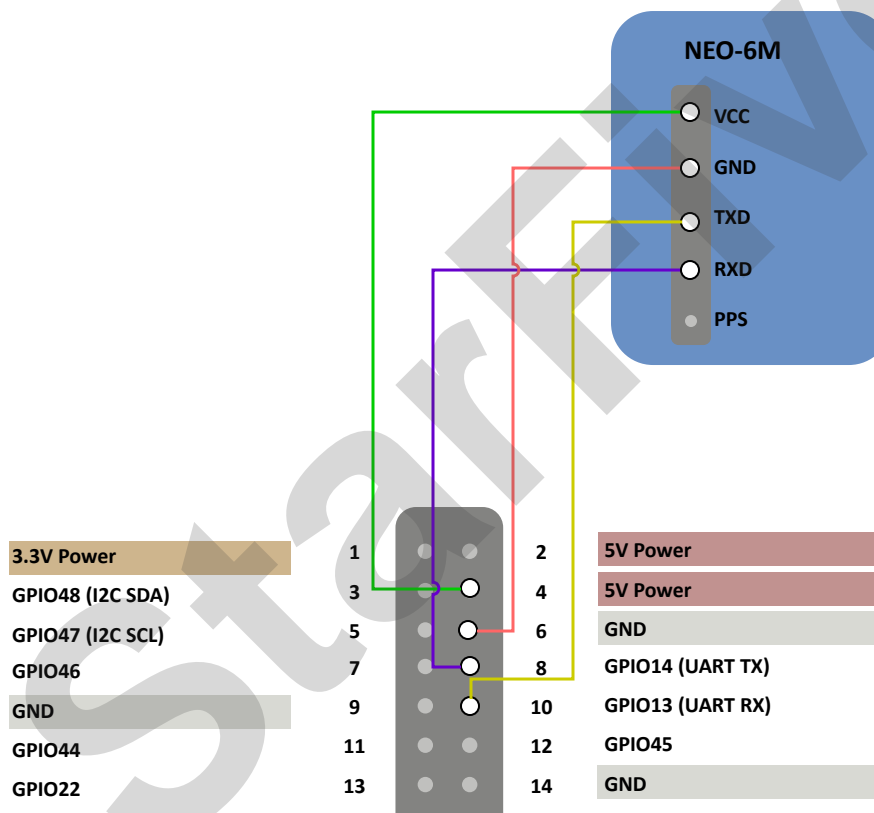 NEO-6M
VCC
GND
TXD
RXD
PPS
3.3V Power 1 2 5V Power
GPIO48 (I2C SDA) 3 4 5V Power
GPIO47 (I2C SCL) 5 6 GND
GPIO46 7 8 GPIO14 (UART TX)
GND 9 10 GPIO13 (UART RX)
GPIO44 11 12 GPIO45
GPIO22 13 14 GND
StarFive